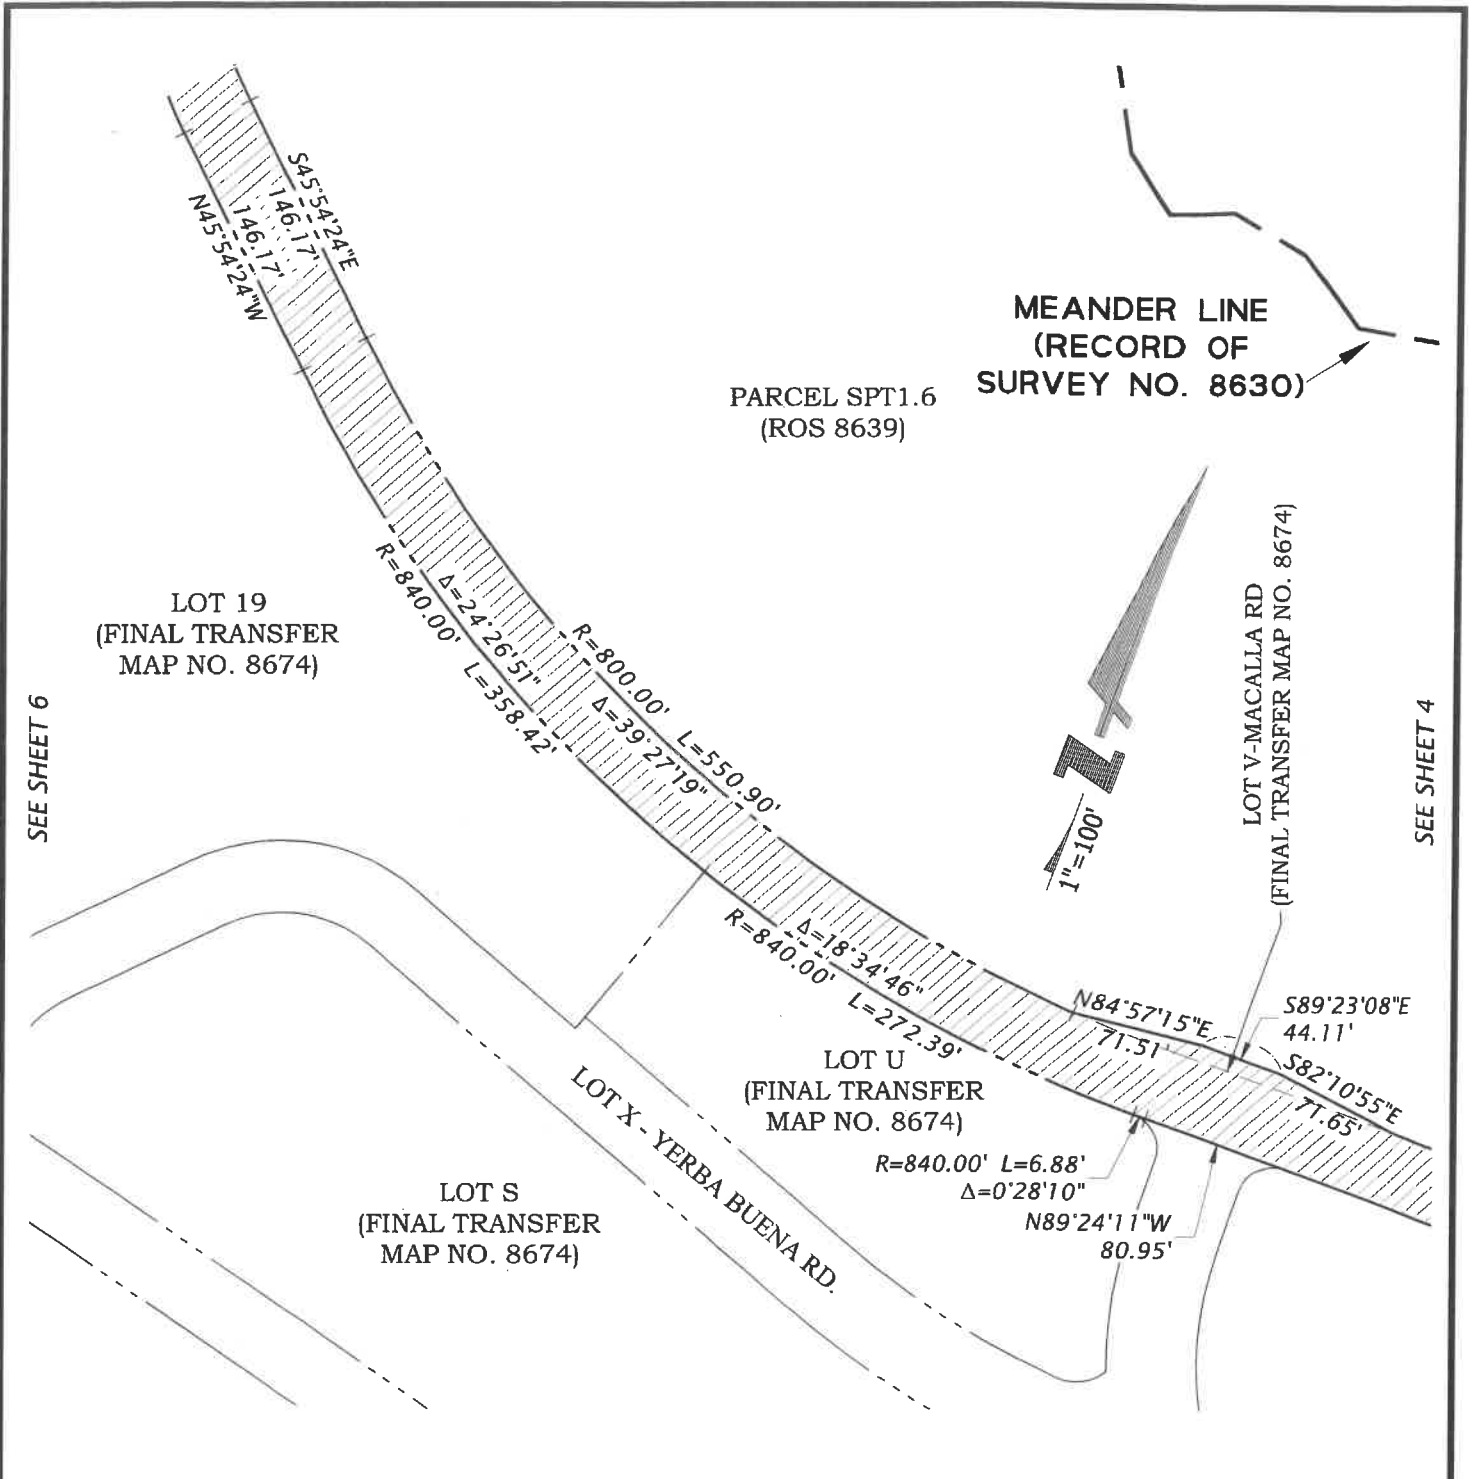 S45°54'24"E
146.17'
146.17'
N45°54'24"W
MEANDER LINE
(RECORD OF
SURVEY NO. 8630)
PARCEL SPT1.6
(ROS 8639)
LOT 19
(FINAL TRANSFER
MAP NO. 8674)
R=840.00' L=358.42'
Δ=24°26'51"
R=800.00' L=550.90'
Δ=39°27'19"
LOT V-MACALLA RD
(FINAL TRANSFER MAP NO. 8674)
Z
1"=100'
SEE SHEET 6
SEE SHEET 4
Δ=18°34'46"
R=840.00' L=272.39'
N84°57'15"E
71.51'
S89°23'08"E
44.11'
S82°10'55"E
71.65'
LOT U
(FINAL TRANSFER
MAP NO. 8674)
R=840.00' L=6.88'
Δ=0°28'10"
N89°24'11"W
80.95'
LOT X - YERBA BUENA RD.
LOT S
(FINAL TRANSFER
MAP NO. 8674)